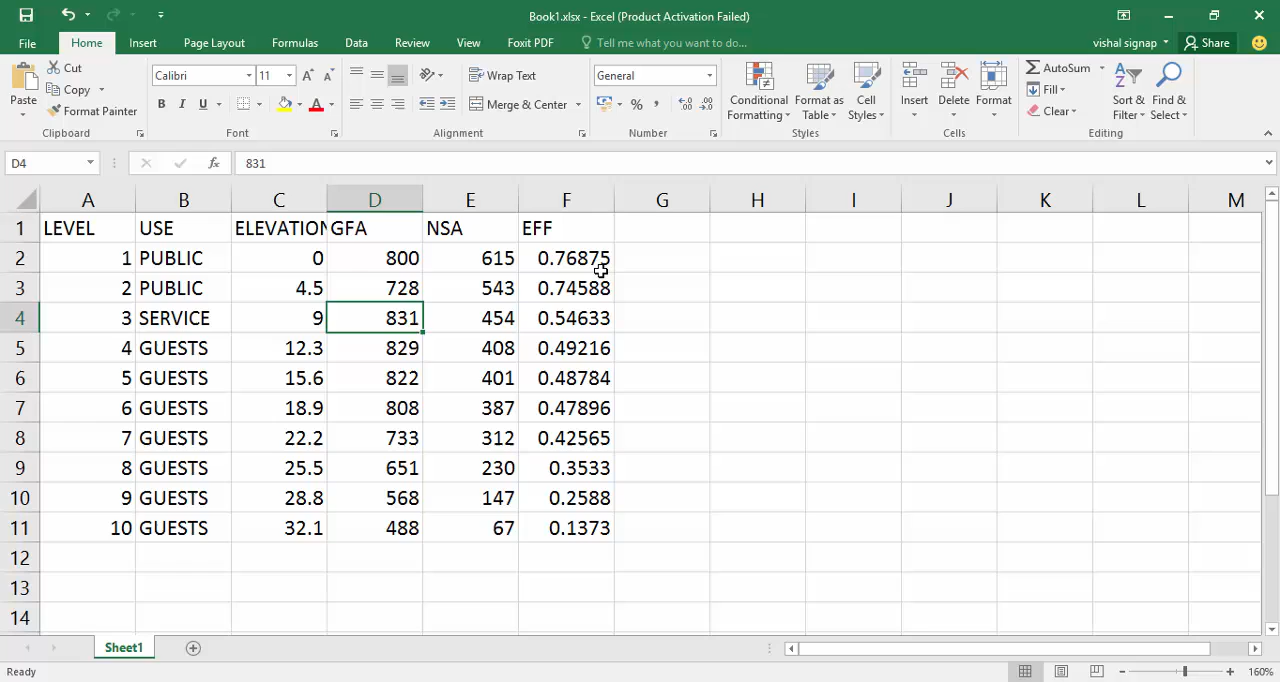 Book1.xlsx - Excel (Product Activation Failed)
File Home Insert Page Layout Formulas Data Review View Foxit PDF Tell me what you want to do... vishal signap Share
Paste Cut Copy Format Painter
Calibri 11
B I U A
Wrap Text
Merge & Center
General
% ,
Conditional Formatting Format as Table Cell Styles
Insert Delete Format
AutoSum Fill Clear
Sort & Filter Find & Select
Clipboard Font Alignment Number Styles Cells Editing
D4 fx 831
A B C D E F G H I J K L M
1 LEVEL USE ELEVATION GFA NSA EFF
2 1 PUBLIC 0 800 615 0.76875
3 2 PUBLIC 4.5 728 543 0.74588
4 3 SERVICE 9 831 454 0.54633
5 4 GUESTS 12.3 829 408 0.49216
6 5 GUESTS 15.6 822 401 0.48784
7 6 GUESTS 18.9 808 387 0.47896
8 7 GUESTS 22.2 733 312 0.42565
9 8 GUESTS 25.5 651 230 0.3533
10 9 GUESTS 28.8 568 147 0.2588
11 10 GUESTS 32.1 488 67 0.1373
12
13
14
Sheet1
Ready 160%